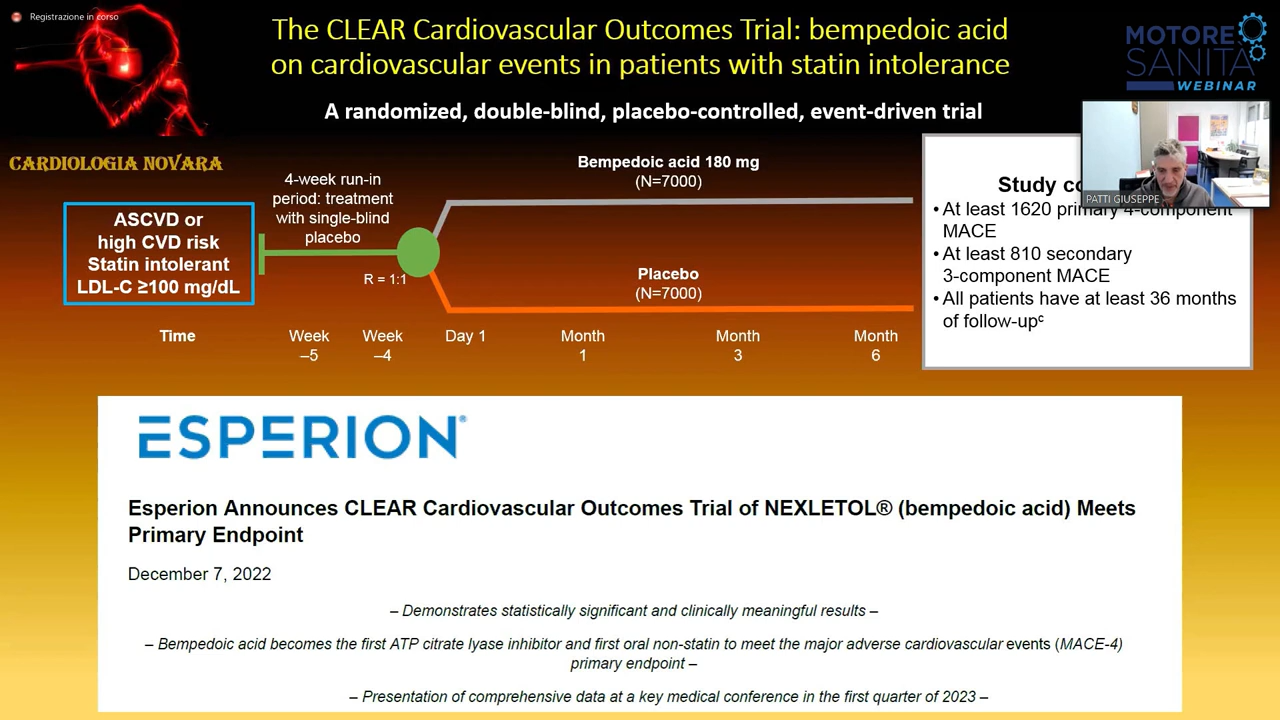 Registrazione in corso
The CLEAR Cardiovascular Outcomes Trial: bempedoic acid
on cardiovascular events in patients with statin intolerance
A randomized, double-blind, placebo-controlled, event-driven trial
MOTORE
SANITÀ
WEBINAR
CARDIOLOGIA NOVARA
ASCVD or
high CVD risk
Statin intolerant
LDL-C ≥100 mg/dL
4-week run-in
period: treatment
with single-blind
placebo
R = 1:1
Bempedoic acid 180 mg
(N=7000)
Placebo
(N=7000)
PATTI GIUSEPPE
Study
• At least 1620 primary 4-component
MACE
• At least 810 secondary
3-component MACE
• All patients have at least 36 months
of follow-upᶜ
Time
Week
–5
Week
–4
Day 1
Month
1
Month
3
Month
6
ESPERION®
Esperion Announces CLEAR Cardiovascular Outcomes Trial of NEXLETOL® (bempedoic acid) Meets
Primary Endpoint
December 7, 2022
– Demonstrates statistically significant and clinically meaningful results –
– Bempedoic acid becomes the first ATP citrate lyase inhibitor and first oral non-statin to meet the major adverse cardiovascular events (MACE-4)
primary endpoint –
– Presentation of comprehensive data at a key medical conference in the first quarter of 2023 –